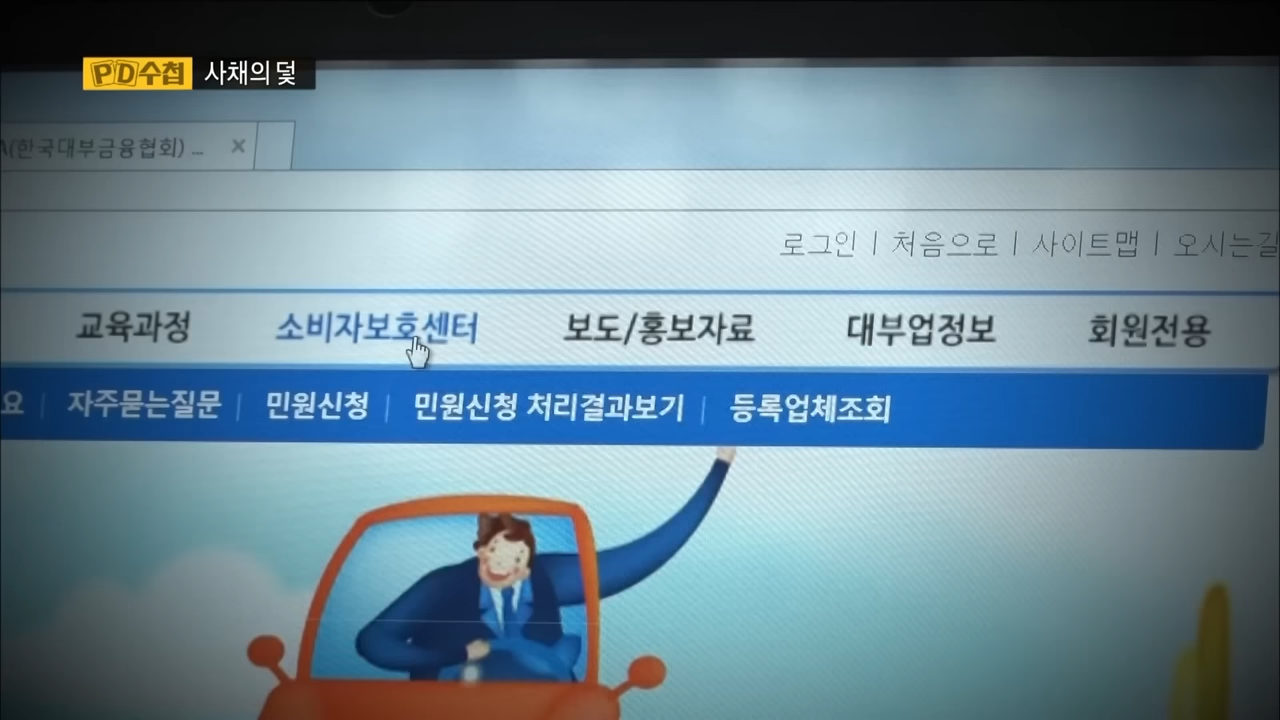 PD수첩 사채의 덫
(한국대부금융협회) ...
로그인 | 처음으로 | 사이트맵 | 오시는길
교육과정 소비자보호센터 보도/홍보자료 대부업정보 회원전용
요 | 자주묻는질문 | 민원신청 | 민원신청 처리결과보기 | 등록업체조회